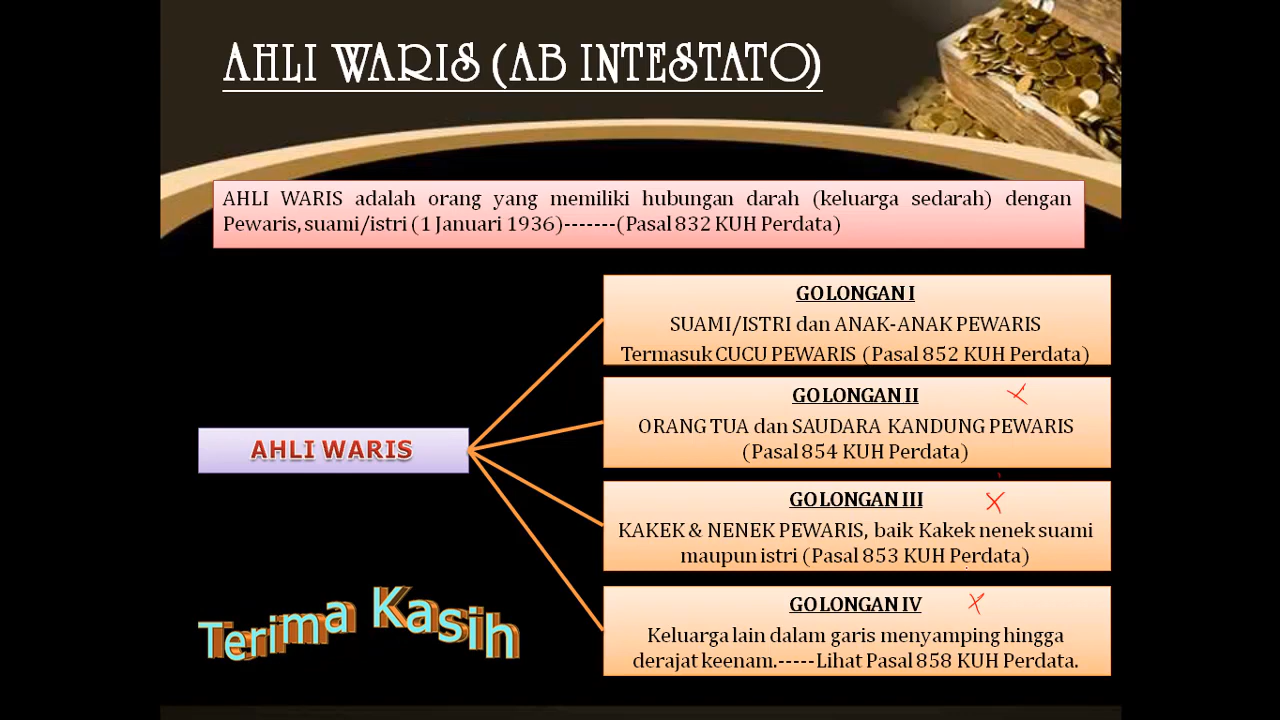 AHLI WARIS (AB INTESTATO)
AHLI WARIS adalah orang yang memiliki hubungan darah (keluarga sedarah) dengan
Pewaris, suami/istri (1 Januari 1936)-------(Pasal 832 KUH Perdata)
GOLONGAN I
SUAMI/ISTRI dan ANAK-ANAK PEWARIS
Termasuk CUCU PEWARIS (Pasal 852 KUH Perdata)
GOLONGAN II
ORANG TUA dan SAUDARA KANDUNG PEWARIS
(Pasal 854 KUH Perdata)
AHLI WARIS
GOLONGAN III
KAKEK & NENEK PEWARIS, baik Kakek nenek suami
maupun istri (Pasal 853 KUH Perdata)
GOLONGAN IV
Keluarga lain dalam garis menyamping hingga
derajat keenam.-----Lihat Pasal 858 KUH Perdata.
Terima Kasih